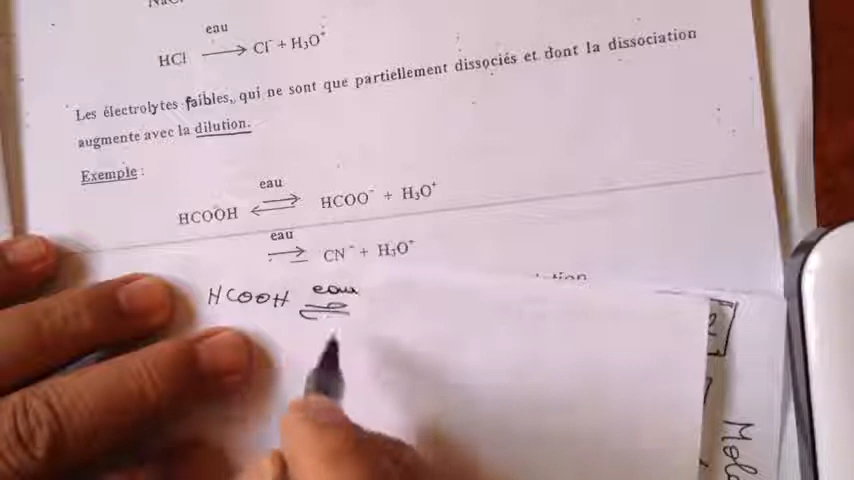 eau
HCl ⟶ Cl⁻ + H₃O⁺
Les électrolytes faibles, qui ne sont que partiellement dissociés et dont la dissociation
augmente avec la dilution.
Exemple :
eau
HCOOH ⇌ HCOO⁻ + H₃O⁺
eau
⇌ CN⁻ + H₃O⁺
HCOOH eau ⇌